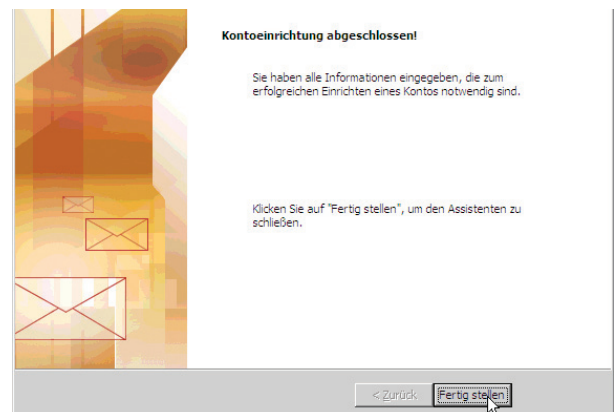 Kontoeinrichtung abgeschlossen!
Sie haben alle Informationen eingegeben, die zum
erfolgreichen Einrichten eines Kontos notwendig sind.
Klicken Sie auf "Fertig stellen", um den Assistenten zu
schließen.
< Zurück
Fertig stellen